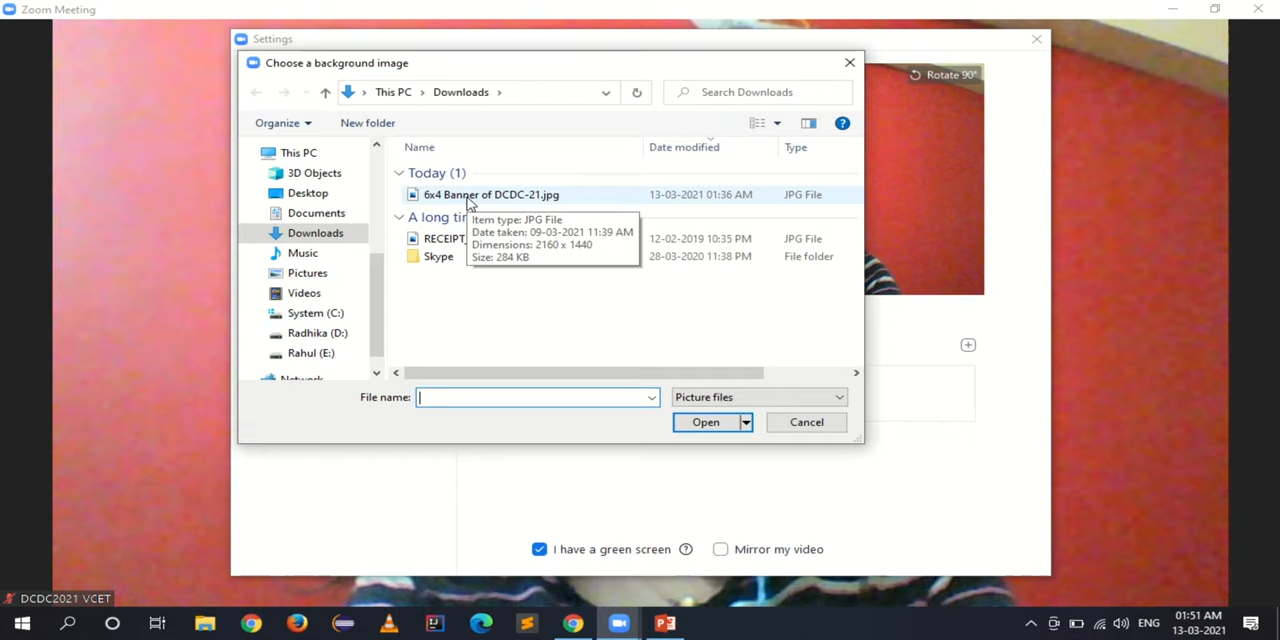 Zoom Meeting
Settings
Choose a background image
Rotate 90°
This PC > Downloads >
Search Downloads
Organize
New folder
Name
Date modified
Type
This PC
3D Objects
Desktop
Documents
Downloads
Music
Pictures
Videos
System (C:)
Radhika (D:)
Rahul (E:)
Network
Today (1)
6x4 Banner of DCDC-21.jpg 13-03-2021 01:36 AM JPG File
A long tim
Item type: JPG File
Date taken: 09-03-2021 11:39 AM
Dimensions: 2160 x 1440
Size: 284 KB
RECEIPT_ 12-02-2019 10:35 PM JPG File
Skype 28-03-2020 11:38 PM File folder
File name:
Picture files
Open
Cancel
I have a green screen
Mirror my video
DCDC2021 VCET
ENG
01:51 AM
13-03-2021